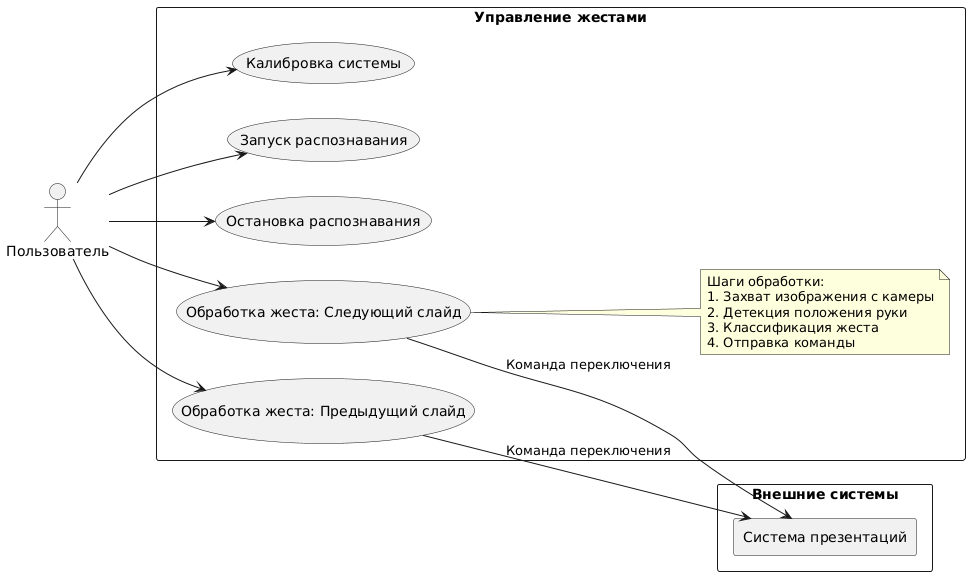 Управление жестами
Калибровка системы
Запуск распознавания
Пользователь
Остановка распознавания
Обработка жеста: Следующий слайд
Шаги обработки:
1. Захват изображения с камеры
2. Детекция положения руки
3. Классификация жеста
4. Отправка команды
Команда переключения
Обработка жеста: Предыдущий слайд
Команда переключения
Внешние системы
Система презентаций